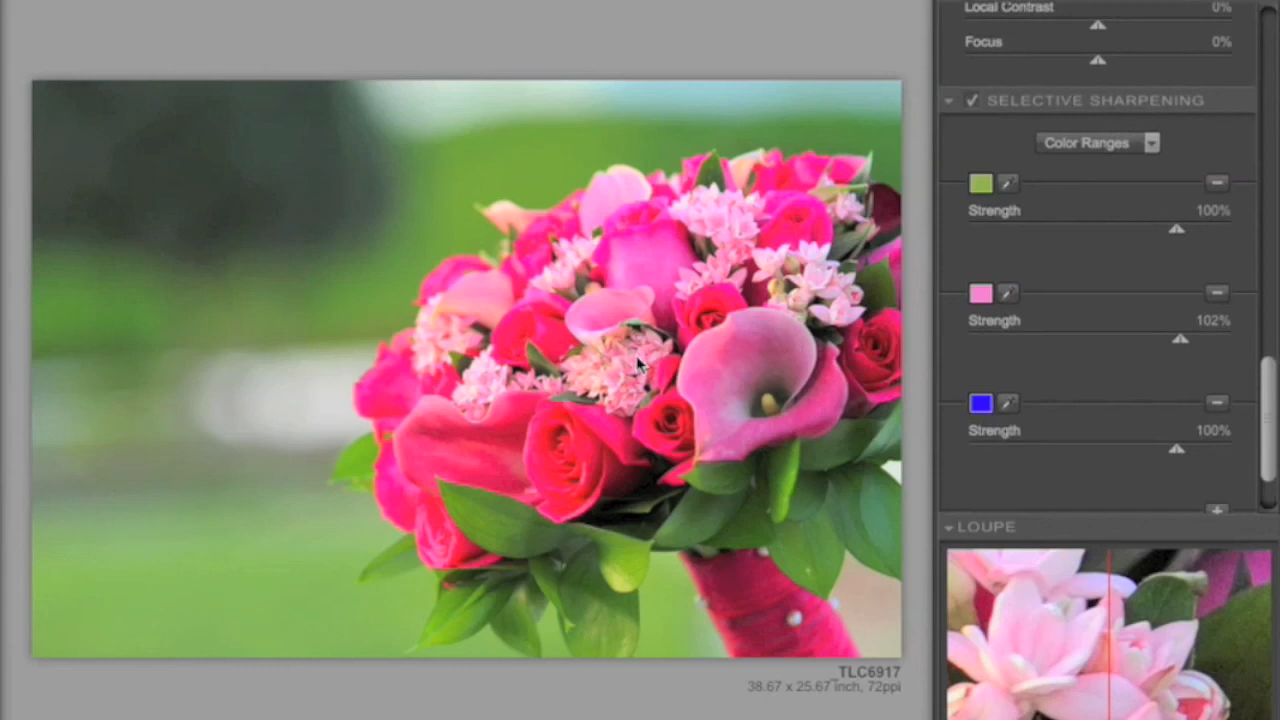 Local Contrast 0%
Focus 0%
SELECTIVE SHARPENING
Color Ranges
Strength 100%
Strength 102%
Strength 100%
LOUPE
_TLC6917
38.67 x 25.67 inch, 72ppi